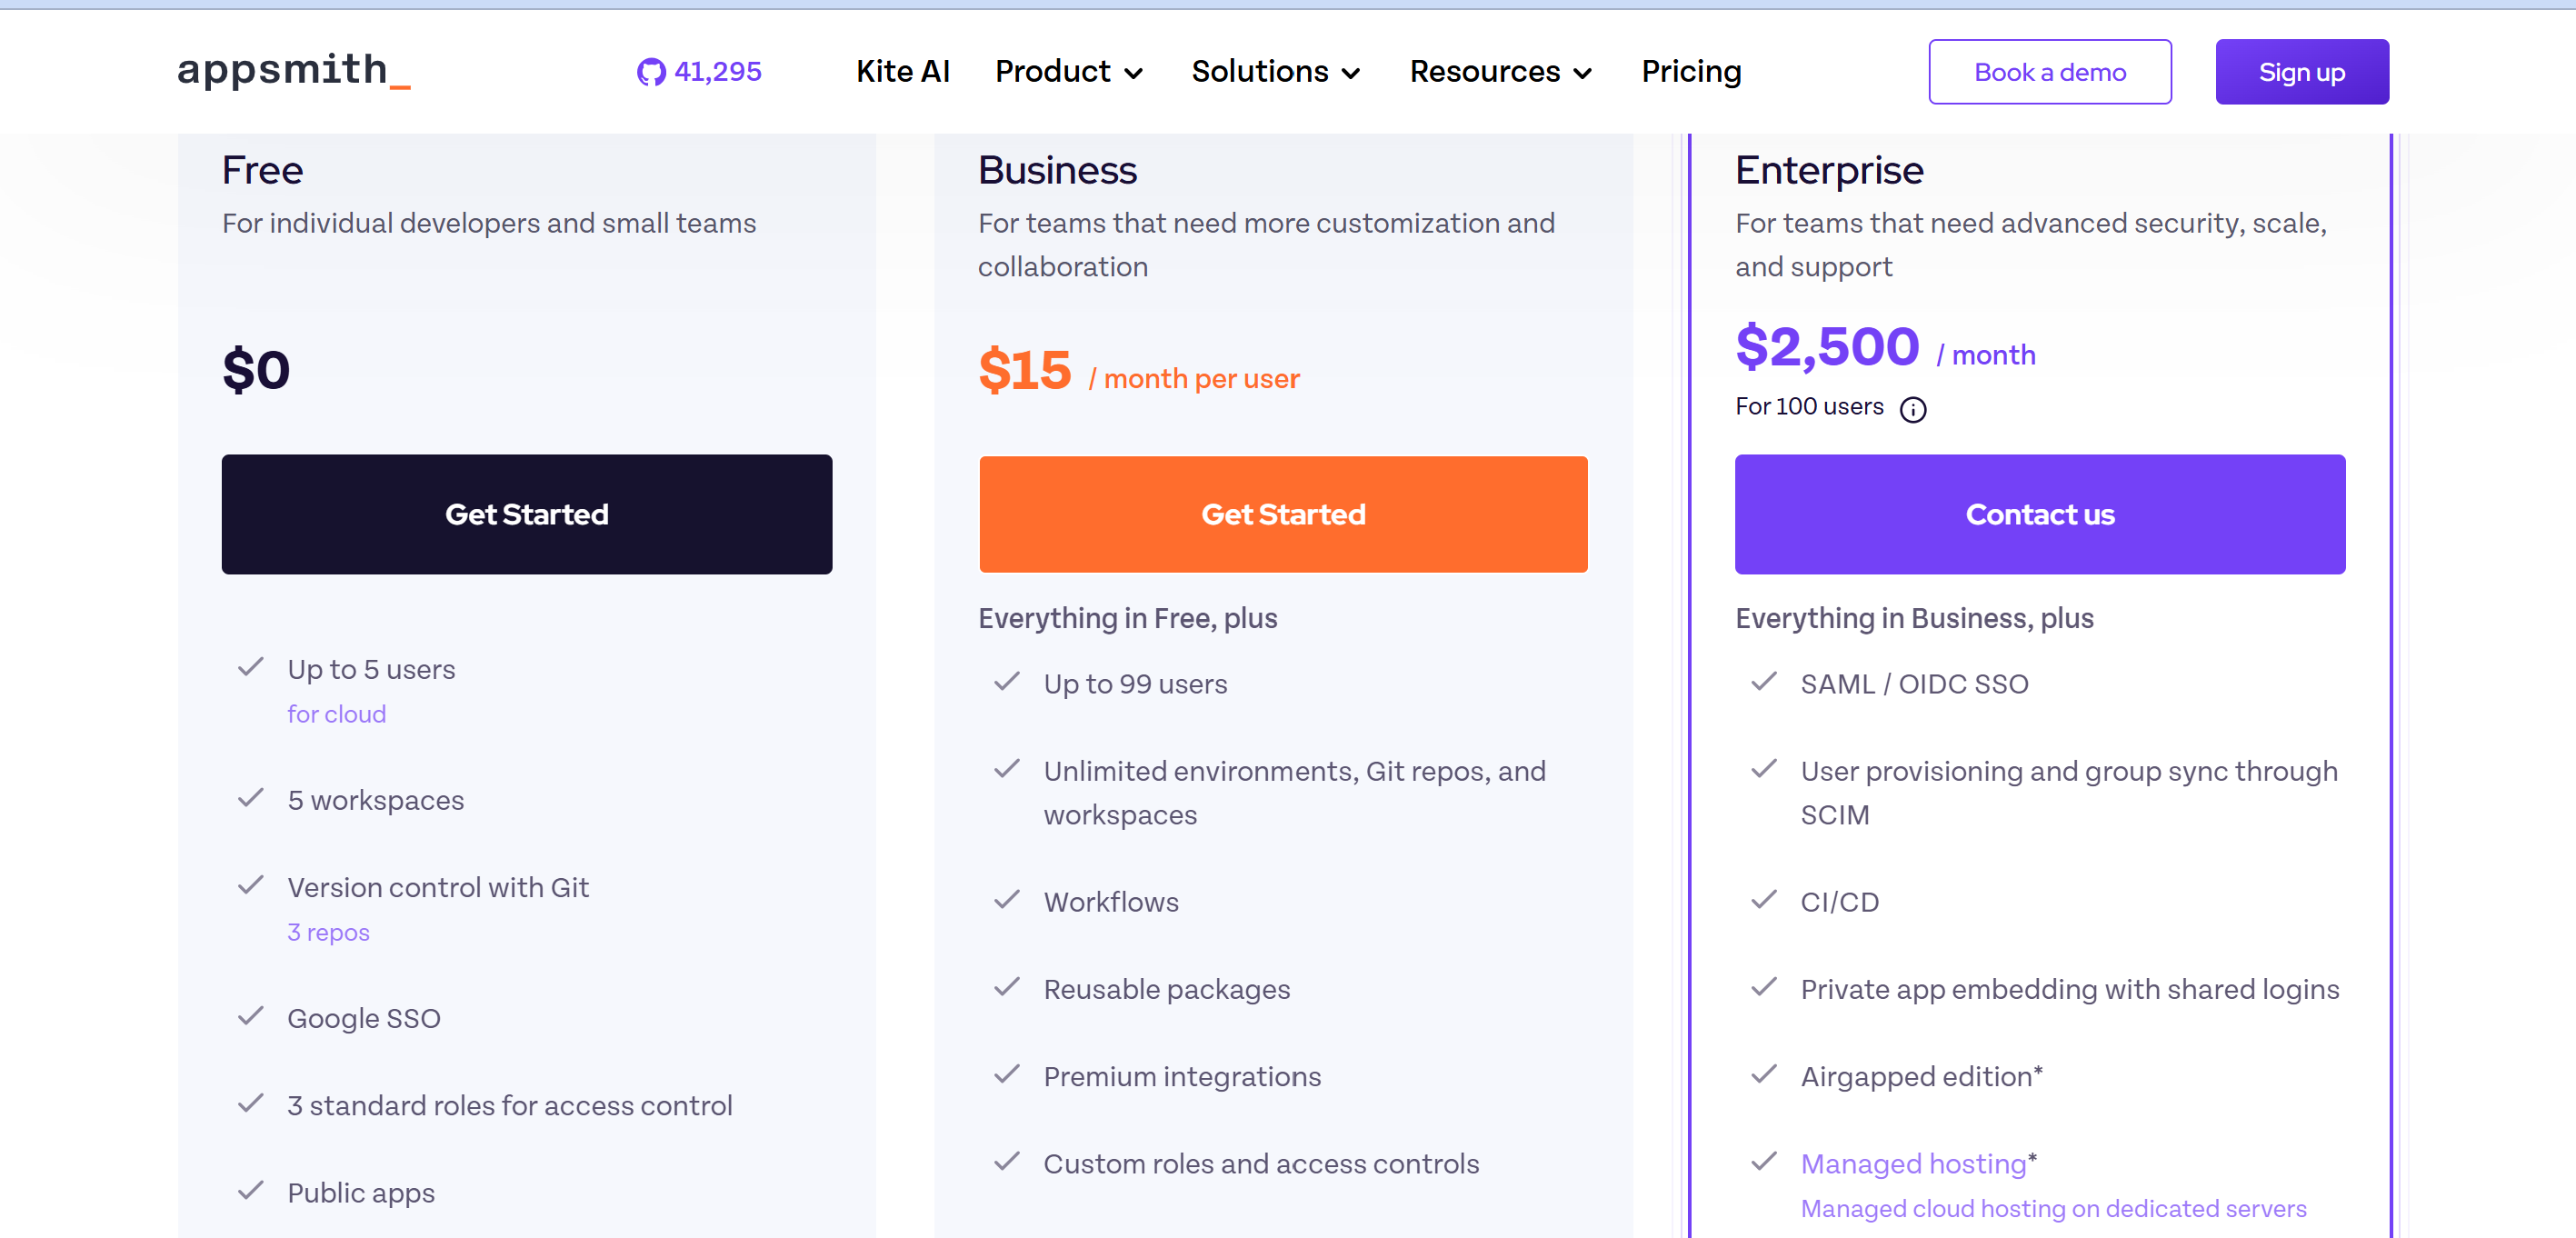 appsmith_
41,295
Kite AI
Product
Solutions
Resources
Pricing
Book a demo
Sign up
Free
For individual developers and small teams
$0
Get Started
Up to 5 users
for cloud
5 workspaces
Version control with Git
3 repos
Google SSO
3 standard roles for access control
Public apps
Business
For teams that need more customization and
collaboration
$15 / month per user
Get Started
Everything in Free, plus
Up to 99 users
Unlimited environments, Git repos, and
workspaces
Workflows
Reusable packages
Premium integrations
Custom roles and access controls
Enterprise
For teams that need advanced security, scale,
and support
$2,500 / month
For 100 users
Contact us
Everything in Business, plus
SAML / OIDC SSO
User provisioning and group sync through
SCIM
CI/CD
Private app embedding with shared logins
Airgapped edition*
Managed hosting*
Managed cloud hosting on dedicated servers